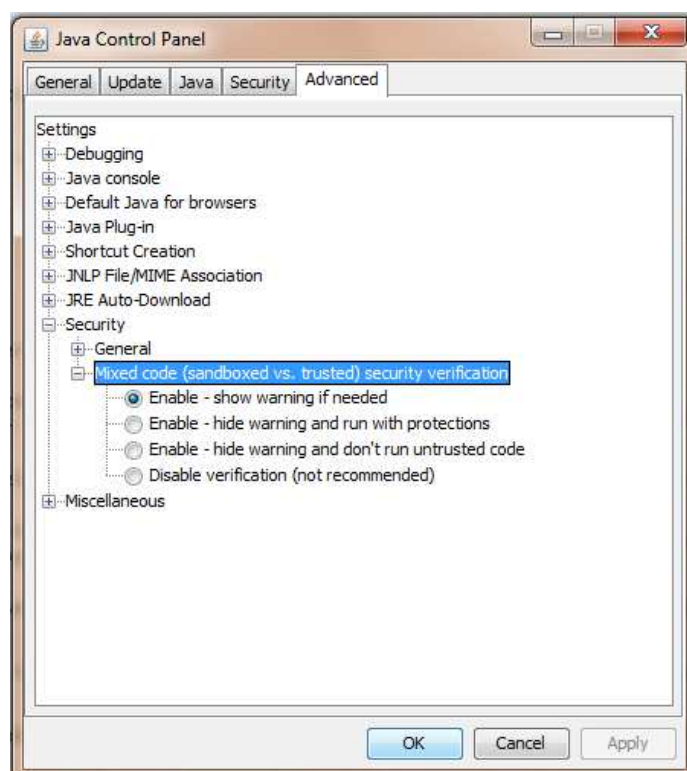 Java Control Panel
General Update Java Security Advanced
Settings
Debugging
Java console
Default Java for browsers
Java Plug-in
Shortcut Creation
JNLP File/MIME Association
JRE Auto-Download
Security
General
Mixed code (sandboxed vs. trusted) security verification
Enable - show warning if needed
Enable - hide warning and run with protections
Enable - hide warning and don't run untrusted code
Disable verification (not recommended)
Miscellaneous
OK Cancel Apply